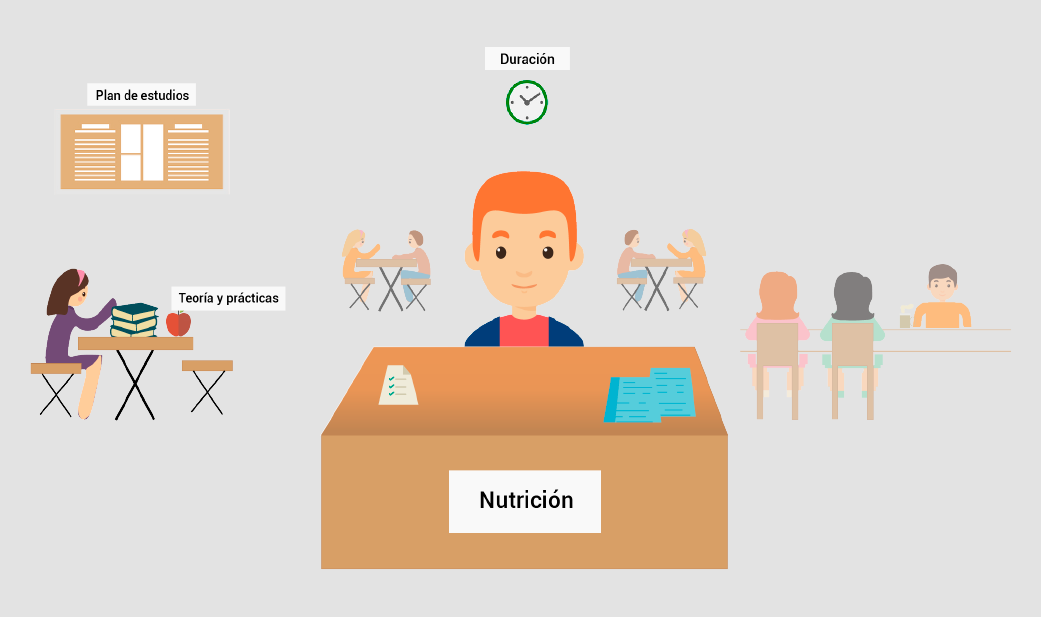 Duración
Plan de estudios
Teoría y prácticas
Nutrición